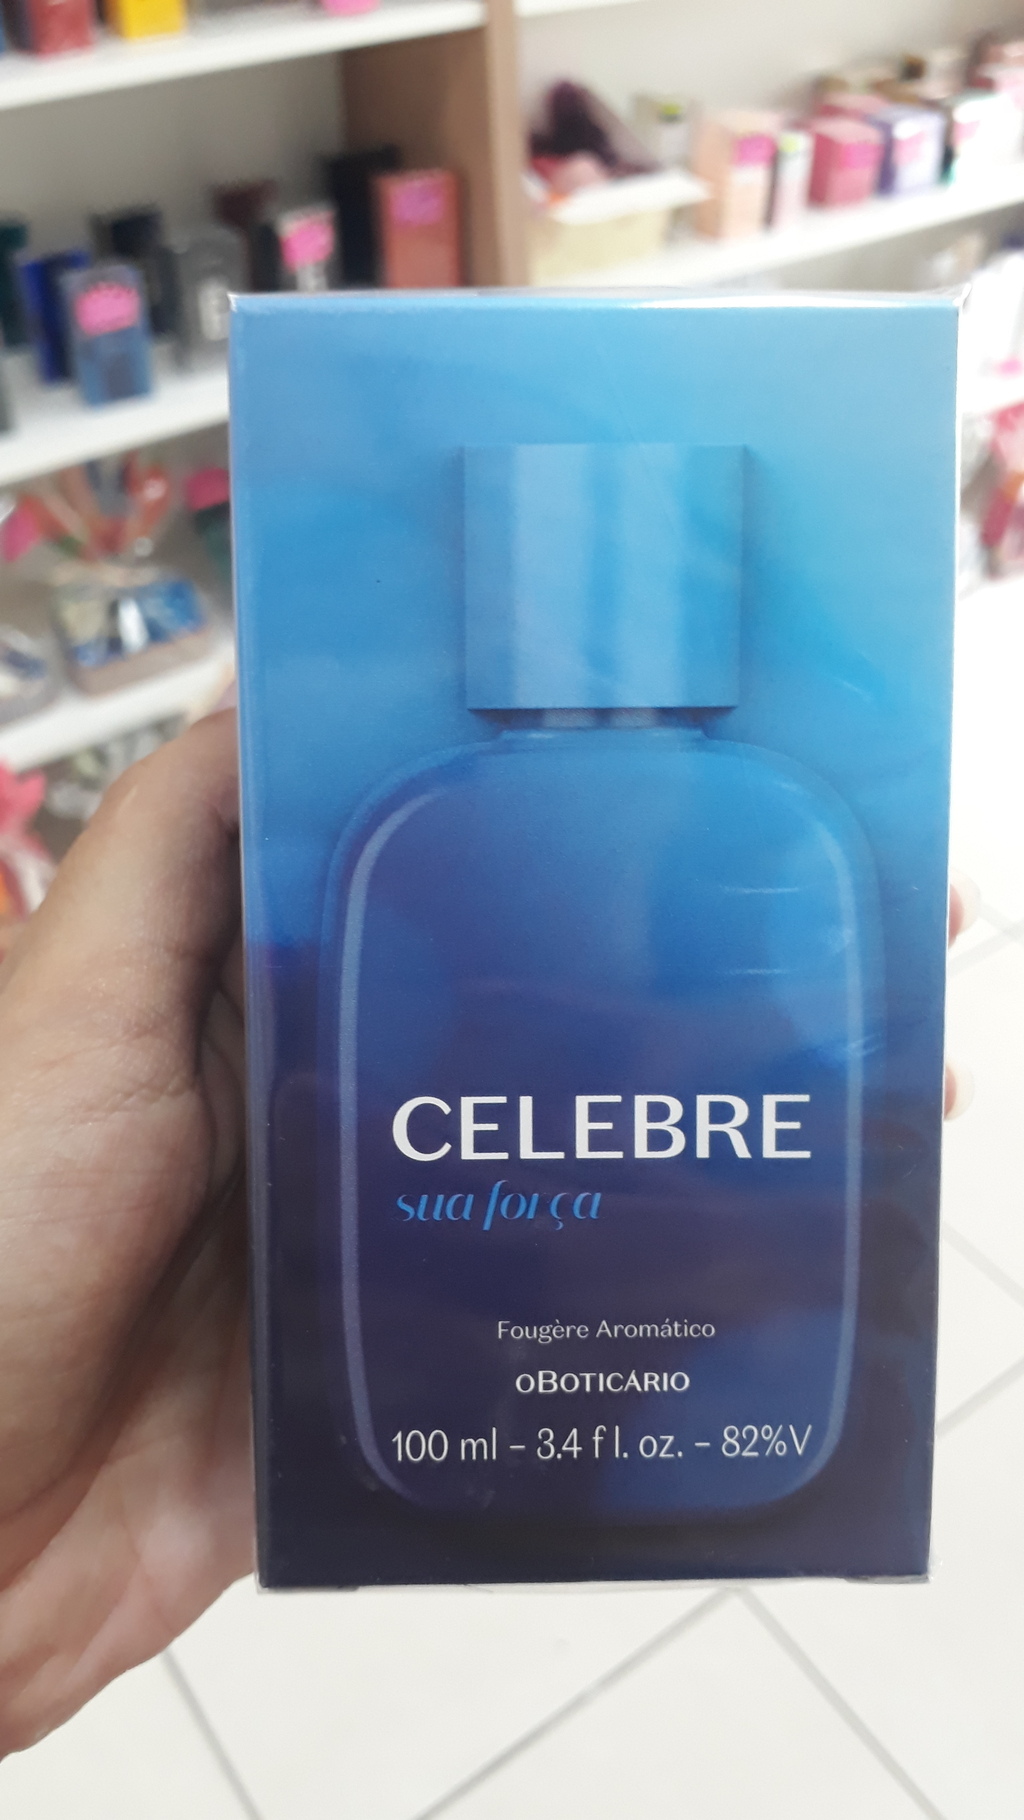 CELEBRE
sua força
Fougère Aromático
oBOTICÁRIO
100 ml – 3.4 fl. oz. – 82%V